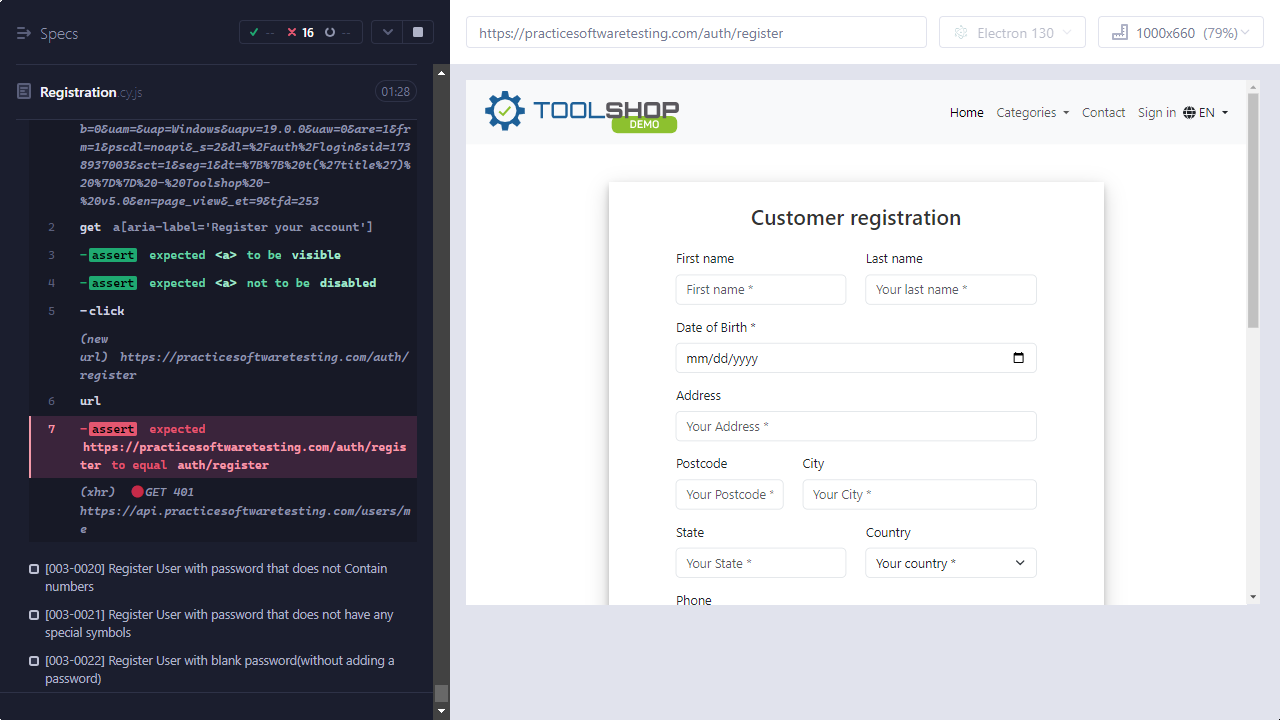 Specs
--
16
--
https://practicesoftwaretesting.com/auth/register
Electron 130
1000x660 (79%)
Registration.cy.js
01:28
b=0&uam=&uap=Windows&uapv=19.0.0&uaw=0&are=1&fr
m=1&pscdl=noapi&_s=2&dl=%2Fauth%2Flogin&sid=173
8937003&sct=1&seg=1&dt=%7B%7B%20t(%27title%27)%
20%7D%7D%20-%20Toolshop%20-
%20v5.0&en=page_view&_et=9&tfd=253
2 get a[aria-label='Register your account']
3 -assert expected <a> to be visible
4 -assert expected <a> not to be disabled
5 -click
(new
url) https://practicesoftwaretesting.com/auth/
register
6 url
7 -assert expected
https://practicesoftwaretesting.com/auth/regis
ter to equal auth/register
(xhr) GET 401
https://api.practicesoftwaretesting.com/users/m
e
[003-0020] Register User with password that does not Contain
numbers
[003-0021] Register User with password that does not have any
special symbols
[003-0022] Register User with blank password(without adding a
password)
TOOLSHOP
DEMO
Home Categories Contact Sign in EN
Customer registration
First name Last name
First name * Your last name *
Date of Birth *
mm/dd/yyyy
Address
Your Address *
Postcode City
Your Postcode * Your City *
State Country
Your State * Your country *
Phone